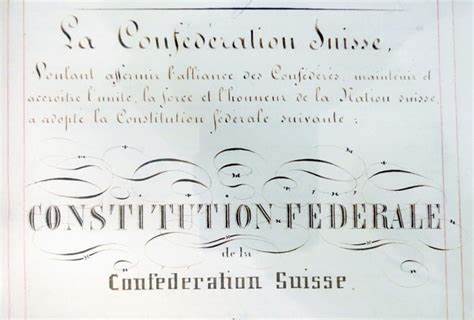 La Confédération Suisse,
Voulant affermir l'alliance des Confédérés, maintenir et
accroître l'unité, la force et l'honneur de la Nation suisse,
a adopté la Constitution fédérale suivante :
CONSTITUTION-FEDERALE
de la
Confédération Suisse.